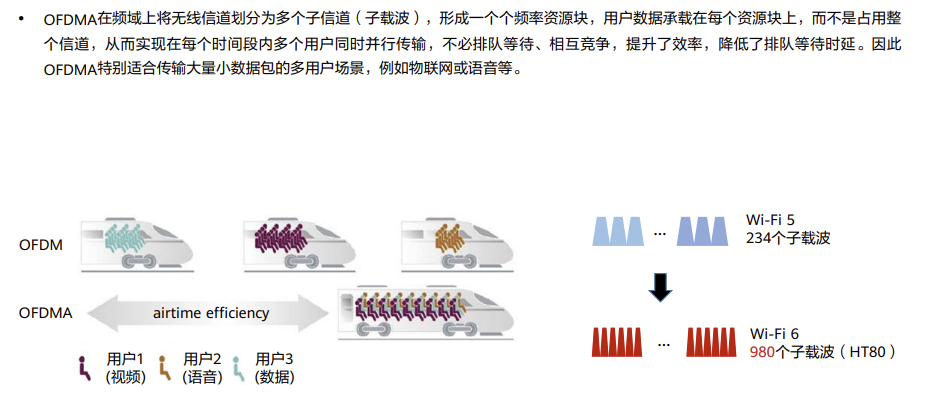 • OFDMA在频域上将无线信道划分为多个子信道（子载波），形成一个个频率资源块，用户数据承载在每个资源块上，而不是占用整
个信道，从而实现在每个时间段内多个用户同时并行传输，不必排队等待、相互竞争，提升了效率，降低了排队等待时延。因此
OFDMA特别适合传输大量小数据包的多用户场景，例如物联网或语音等。
OFDM
OFDMA
airtime efficiency
用户1
(视频)
用户2
(语音)
用户3
(数据)
...
Wi-Fi 5
234个子载波
...
Wi-Fi 6
980个子载波（HT80）